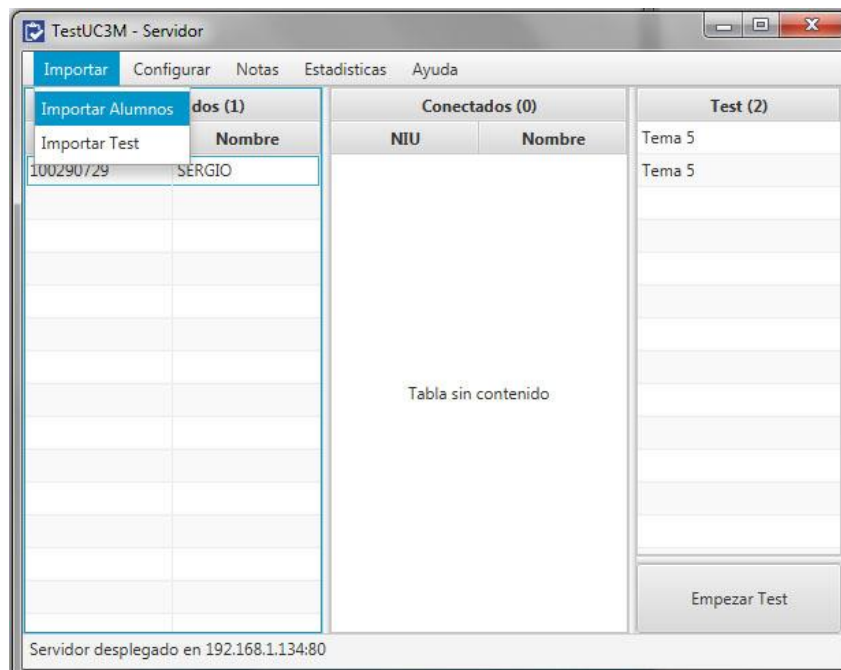 TestUC3M - Servidor
Importar Configurar Notas Estadisticas Ayuda
Importar Alumnos
Importar Test
dos (1)
Nombre
100290729 SERGIO
Conectados (0)
NIU Nombre
Tabla sin contenido
Test (2)
Tema 5
Tema 5
Empezar Test
Servidor desplegado en 192.168.1.134:80